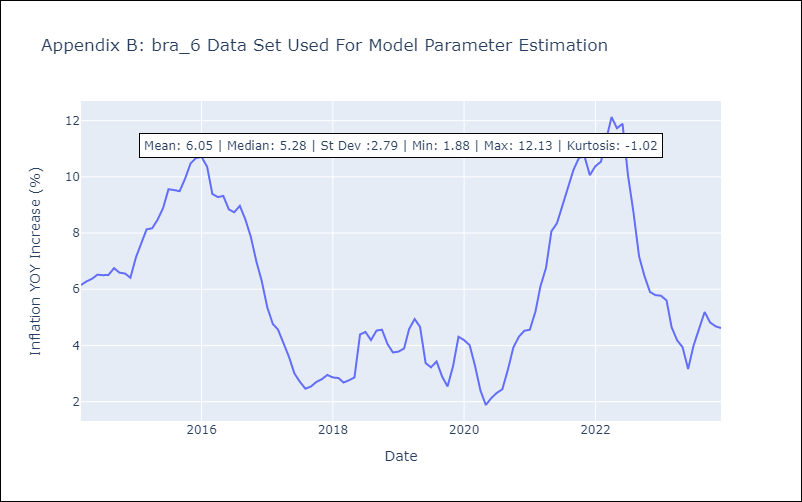 Appendix B: bra_6 Data Set Used For Model Parameter Estimation
12
Mean: 6.05 | Median: 5.28 | St Dev :2.79 | Min: 1.88 | Max: 12.13 | Kurtosis: -1.02
10
8
6
4
2
Inflation YOY Increase (%)
2016 2018 2020 2022
Date